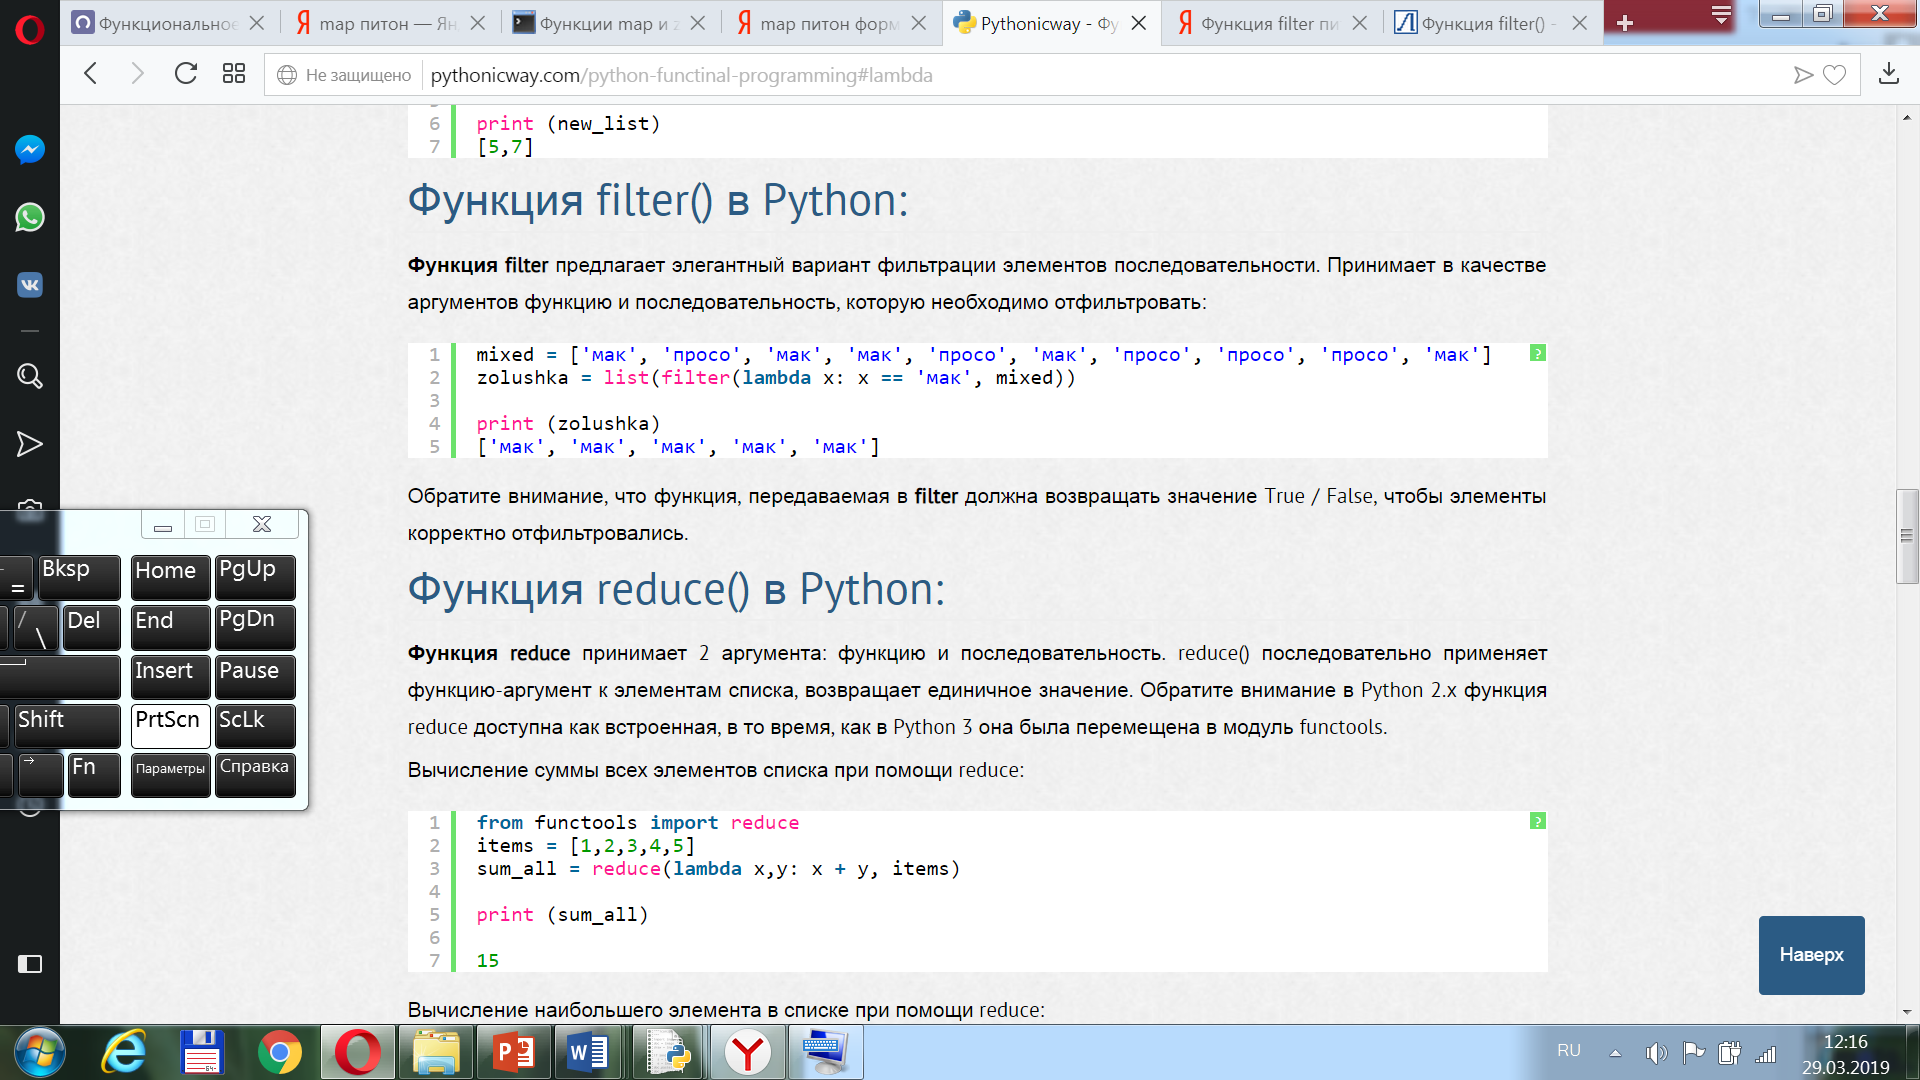 Функциональное
map питон — Ян
Функции map и z
map питон форм
Pythonicway - Фу
Функция filter пи
Функция filter() -
Не защищено
pythonicway.com/python-functinal-programming#lambda
6 print (new_list)
7 [5,7]
Функция filter() в Python:
Функция filter предлагает элегантный вариант фильтрации элементов последовательности. Принимает в качестве
аргументов функцию и последовательность, которую необходимо отфильтровать:
1 mixed = ['мак', 'просо', 'мак', 'мак', 'просо', 'мак', 'просо', 'просо', 'просо', 'мак']
?
2 zolushka = list(filter(lambda x: x == 'мак', mixed))
3
4 print (zolushka)
5 ['мак', 'мак', 'мак', 'мак', 'мак']
Обратите внимание, что функция, передаваемая в filter должна возвращать значение True / False, чтобы элементы
корректно отфильтровались.
Функция reduce() в Python:
Функция reduce принимает 2 аргумента: функцию и последовательность. reduce() последовательно применяет
функцию-аргумент к элементам списка, возвращает единичное значение. Обратите внимание в Python 2.x функция
reduce доступна как встроенная, в то время, как в Python 3 она была перемещена в модуль functools.
Вычисление суммы всех элементов списка при помощи reduce:
1 from functools import reduce
?
2 items = [1,2,3,4,5]
3 sum_all = reduce(lambda x,y: x + y, items)
4
5 print (sum_all)
6
7 15
Вычисление наибольшего элемента в списке при помощи reduce:
Наверх
= Bksp Home PgUp
/ \ Del End PgDn
Insert Pause
Shift PrtScn ScLk
Fn Параметры Справка
RU
12:16
29.03.2019